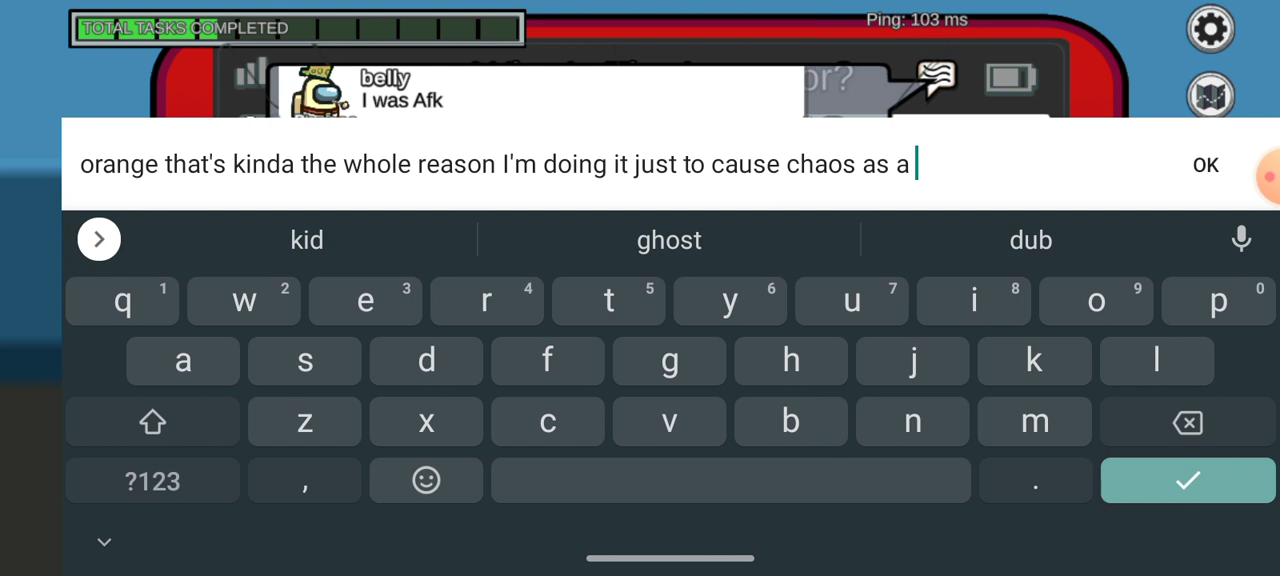 TOTAL TASKS COMPLETED
Ping: 103 ms
belly
or?
I was Afk
orange that's kinda the whole reason I'm doing it just to cause chaos as a
OK
kid ghost dub
q 1 w 2 e 3 r 4 t 5 y 6 u 7 i 8 o 9 p 0
a s d f g h j k l
z x c v b n m
?123 , .